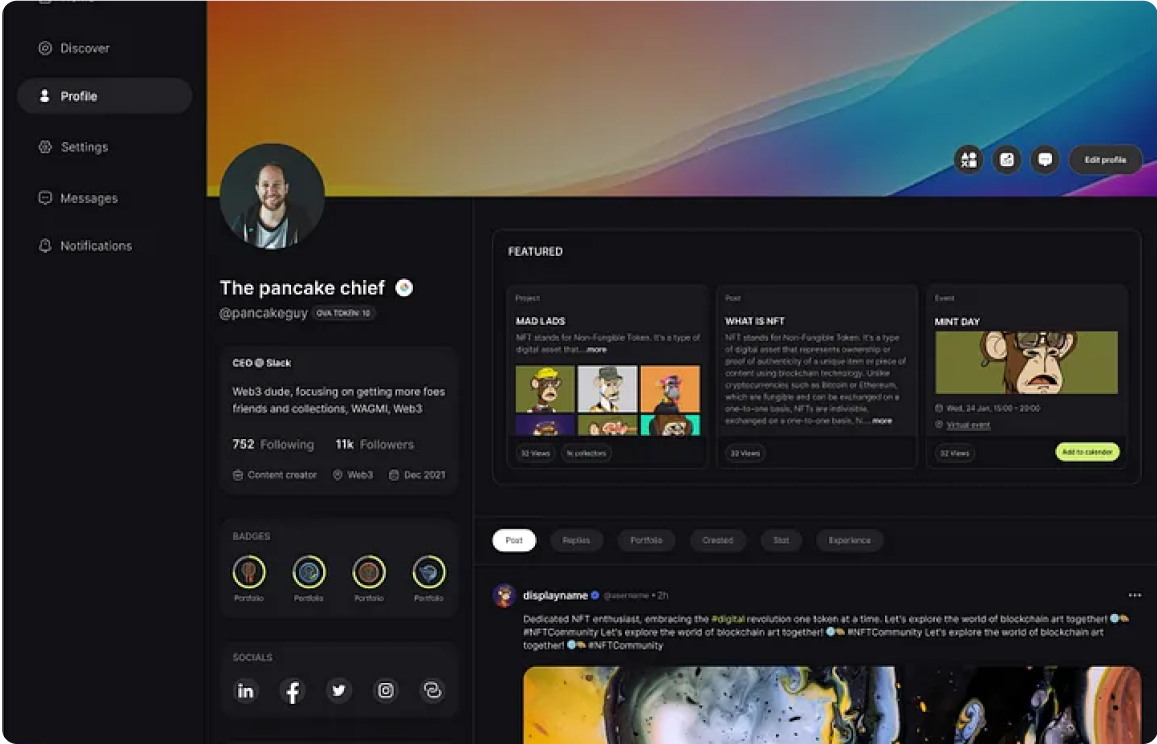 Discover
Profile
Settings
Messages
Notifications
Edit profile
The pancake chief
@pancakeguy OVA TOKEN: 10
CEO @ Slack
Web3 dude, focusing on getting more foes
friends and collections, WAGMI, Web3
752 Following 11k Followers
Content creator Web3 Dec 2021
BADGES
Portfolio Portfolio Portfolio Portfolio
SOCIALS
FEATURED
Project
MAD LADS
NFT stands for Non-Fungible Token. It's a type of
digital asset that....more
32 Views 1k collectors
Post
WHAT IS NFT
NFT stands for Non-Fungible Token. It's a type
of digital asset that represents ownership or
proof of authenticity of a unique item or piece of
content using blockchain technology. Unlike
cryptocurrencies such as Bitcoin or Ethereum,
which are fungible and can be exchanged on a
one-to-one basis, NFTs are indivisible,
exchanged on a one-to-one basis, N....more
32 Views
Event
MINT DAY
Wed, 24 Jan, 15:00 - 20:00
Virtual event
32 Views Add to calender
Post Replies Portfolio Created Stat Experience
displayname @username • 2h
Dedicated NFT enthusiast, embracing the #digital revolution one token at a time. Let's explore the world of blockchain art together!
#NFTCommunity Let's explore the world of blockchain art together! #NFTCommunity Let's explore the world of blockchain art
together! #NFTCommunity